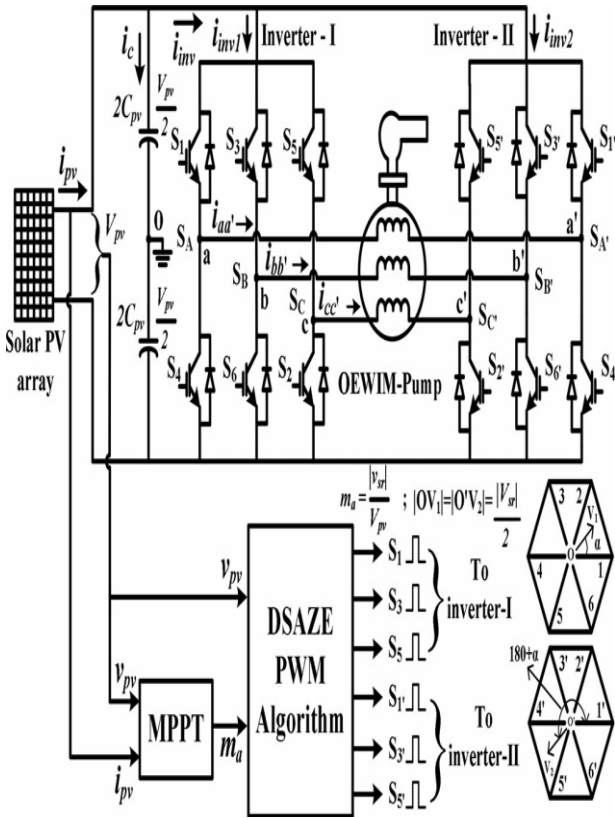 i_c
i_inv
i_inv1
Inverter - I
Inverter - II
i_inv2
2C_pv
V_pv/2
S1
S3
S5
S5'
S3'
S1'
i_pv
V_pv
0
S_A
a
i_aa'
a'
S_A'
S_B
b
i_bb'
b'
S_B'
S_C
c
i_cc'
c'
S_C'
2C_pv
V_pv/2
Solar PV
array
S4
S6
S2
OEWIM-Pump
S2'
S6'
S4
m_a = |v_sr|/V_pv ; |OV1|=|O'V2|=|V_sr|/2
3
2
V1
α
O
4
1
5
6
v_pv
DSAZE
PWM
Algorithm
S1
S3
S5
To
inverter-I
v_pv
MPPT
m_a
i_pv
S1'
S3'
S5'
To
inverter-II
180+α
3'
2'
4'
O'
1'
V2
5'
6'